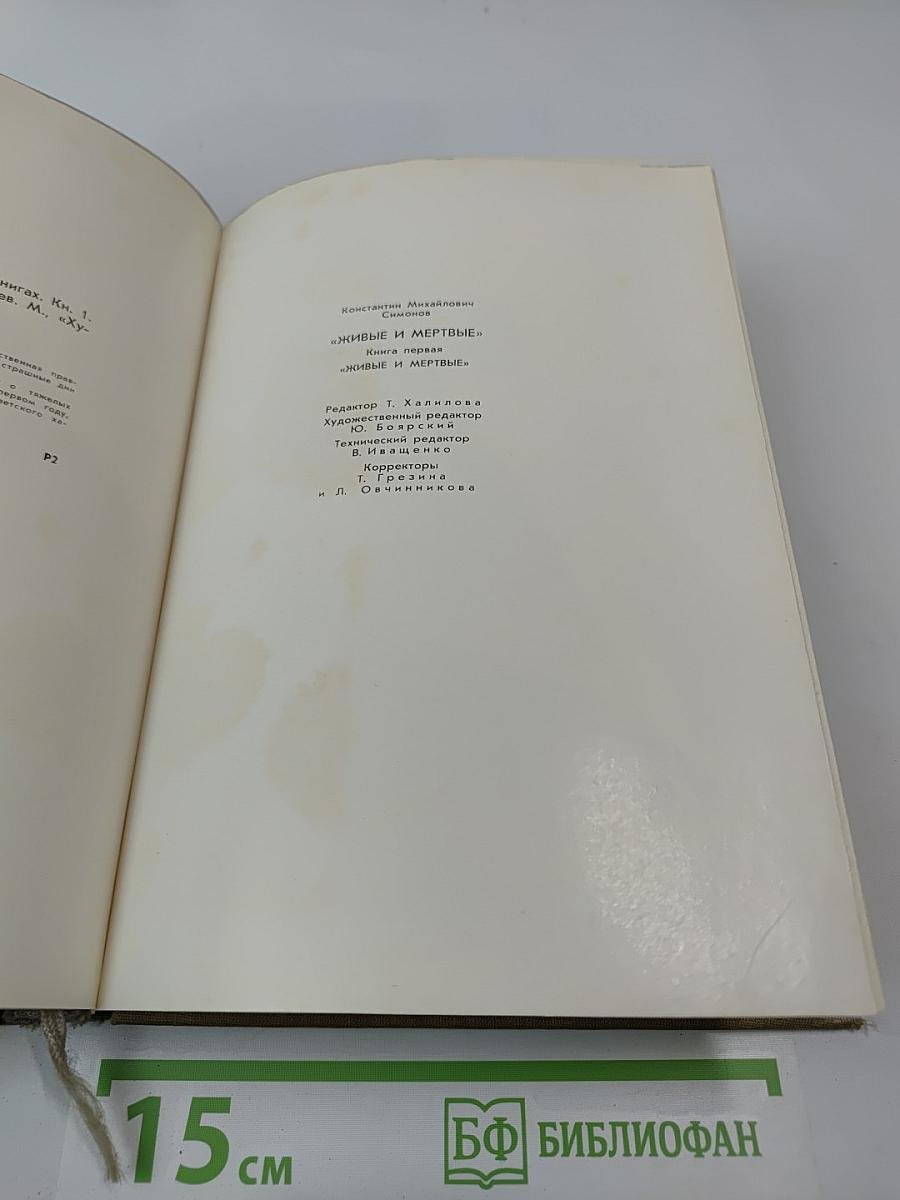 нигах. Кн. 1.
ев. М., «Ху-
ственная прав-
страшные дни
о тяжелых
первом году,
ветского ха-
Р2
Константин Михайлович
Симонов
«ЖИВЫЕ И МЕРТВЫЕ»
Книга первая
«ЖИВЫЕ И МЕРТВЫЕ»
Редактор Т. Халилова
Художественный редактор
Ю. Боярский
Технический редактор
В. Иващенко
Корректоры
Т. Грезина
и Л. Овчинникова
15 см
БФ БИБЛИОФАН